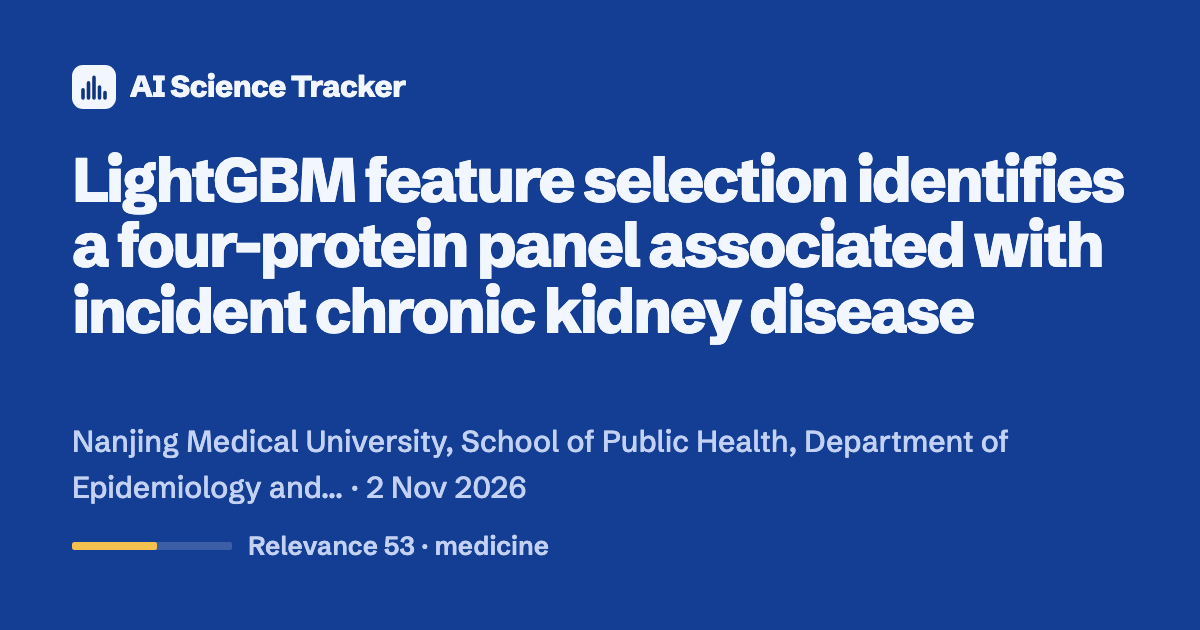 AI Science Tracker
LightGBM feature selection identifies
a four-protein panel associated with
incident chronic kidney disease
Nanjing Medical University, School of Public Health, Department of
Epidemiology and... · 2 Nov 2026
Relevance 53 · medicine